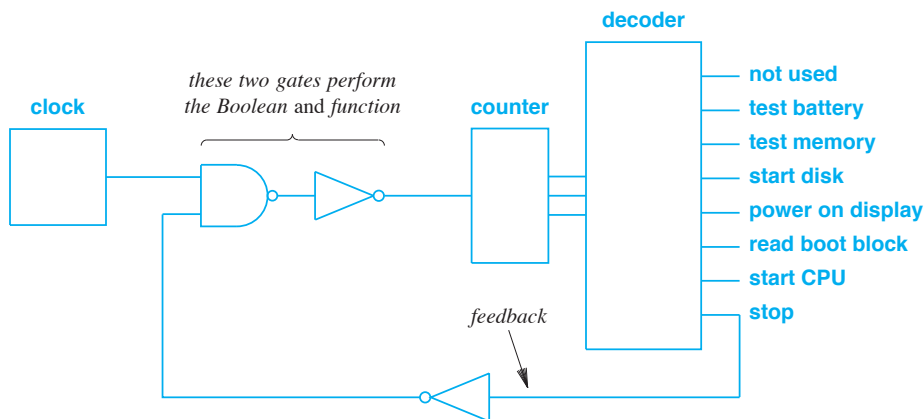 decoder
these two gates perform
the Boolean and function
clock
counter
not used
test battery
test memory
start disk
power on display
read boot block
start CPU
stop
feedback